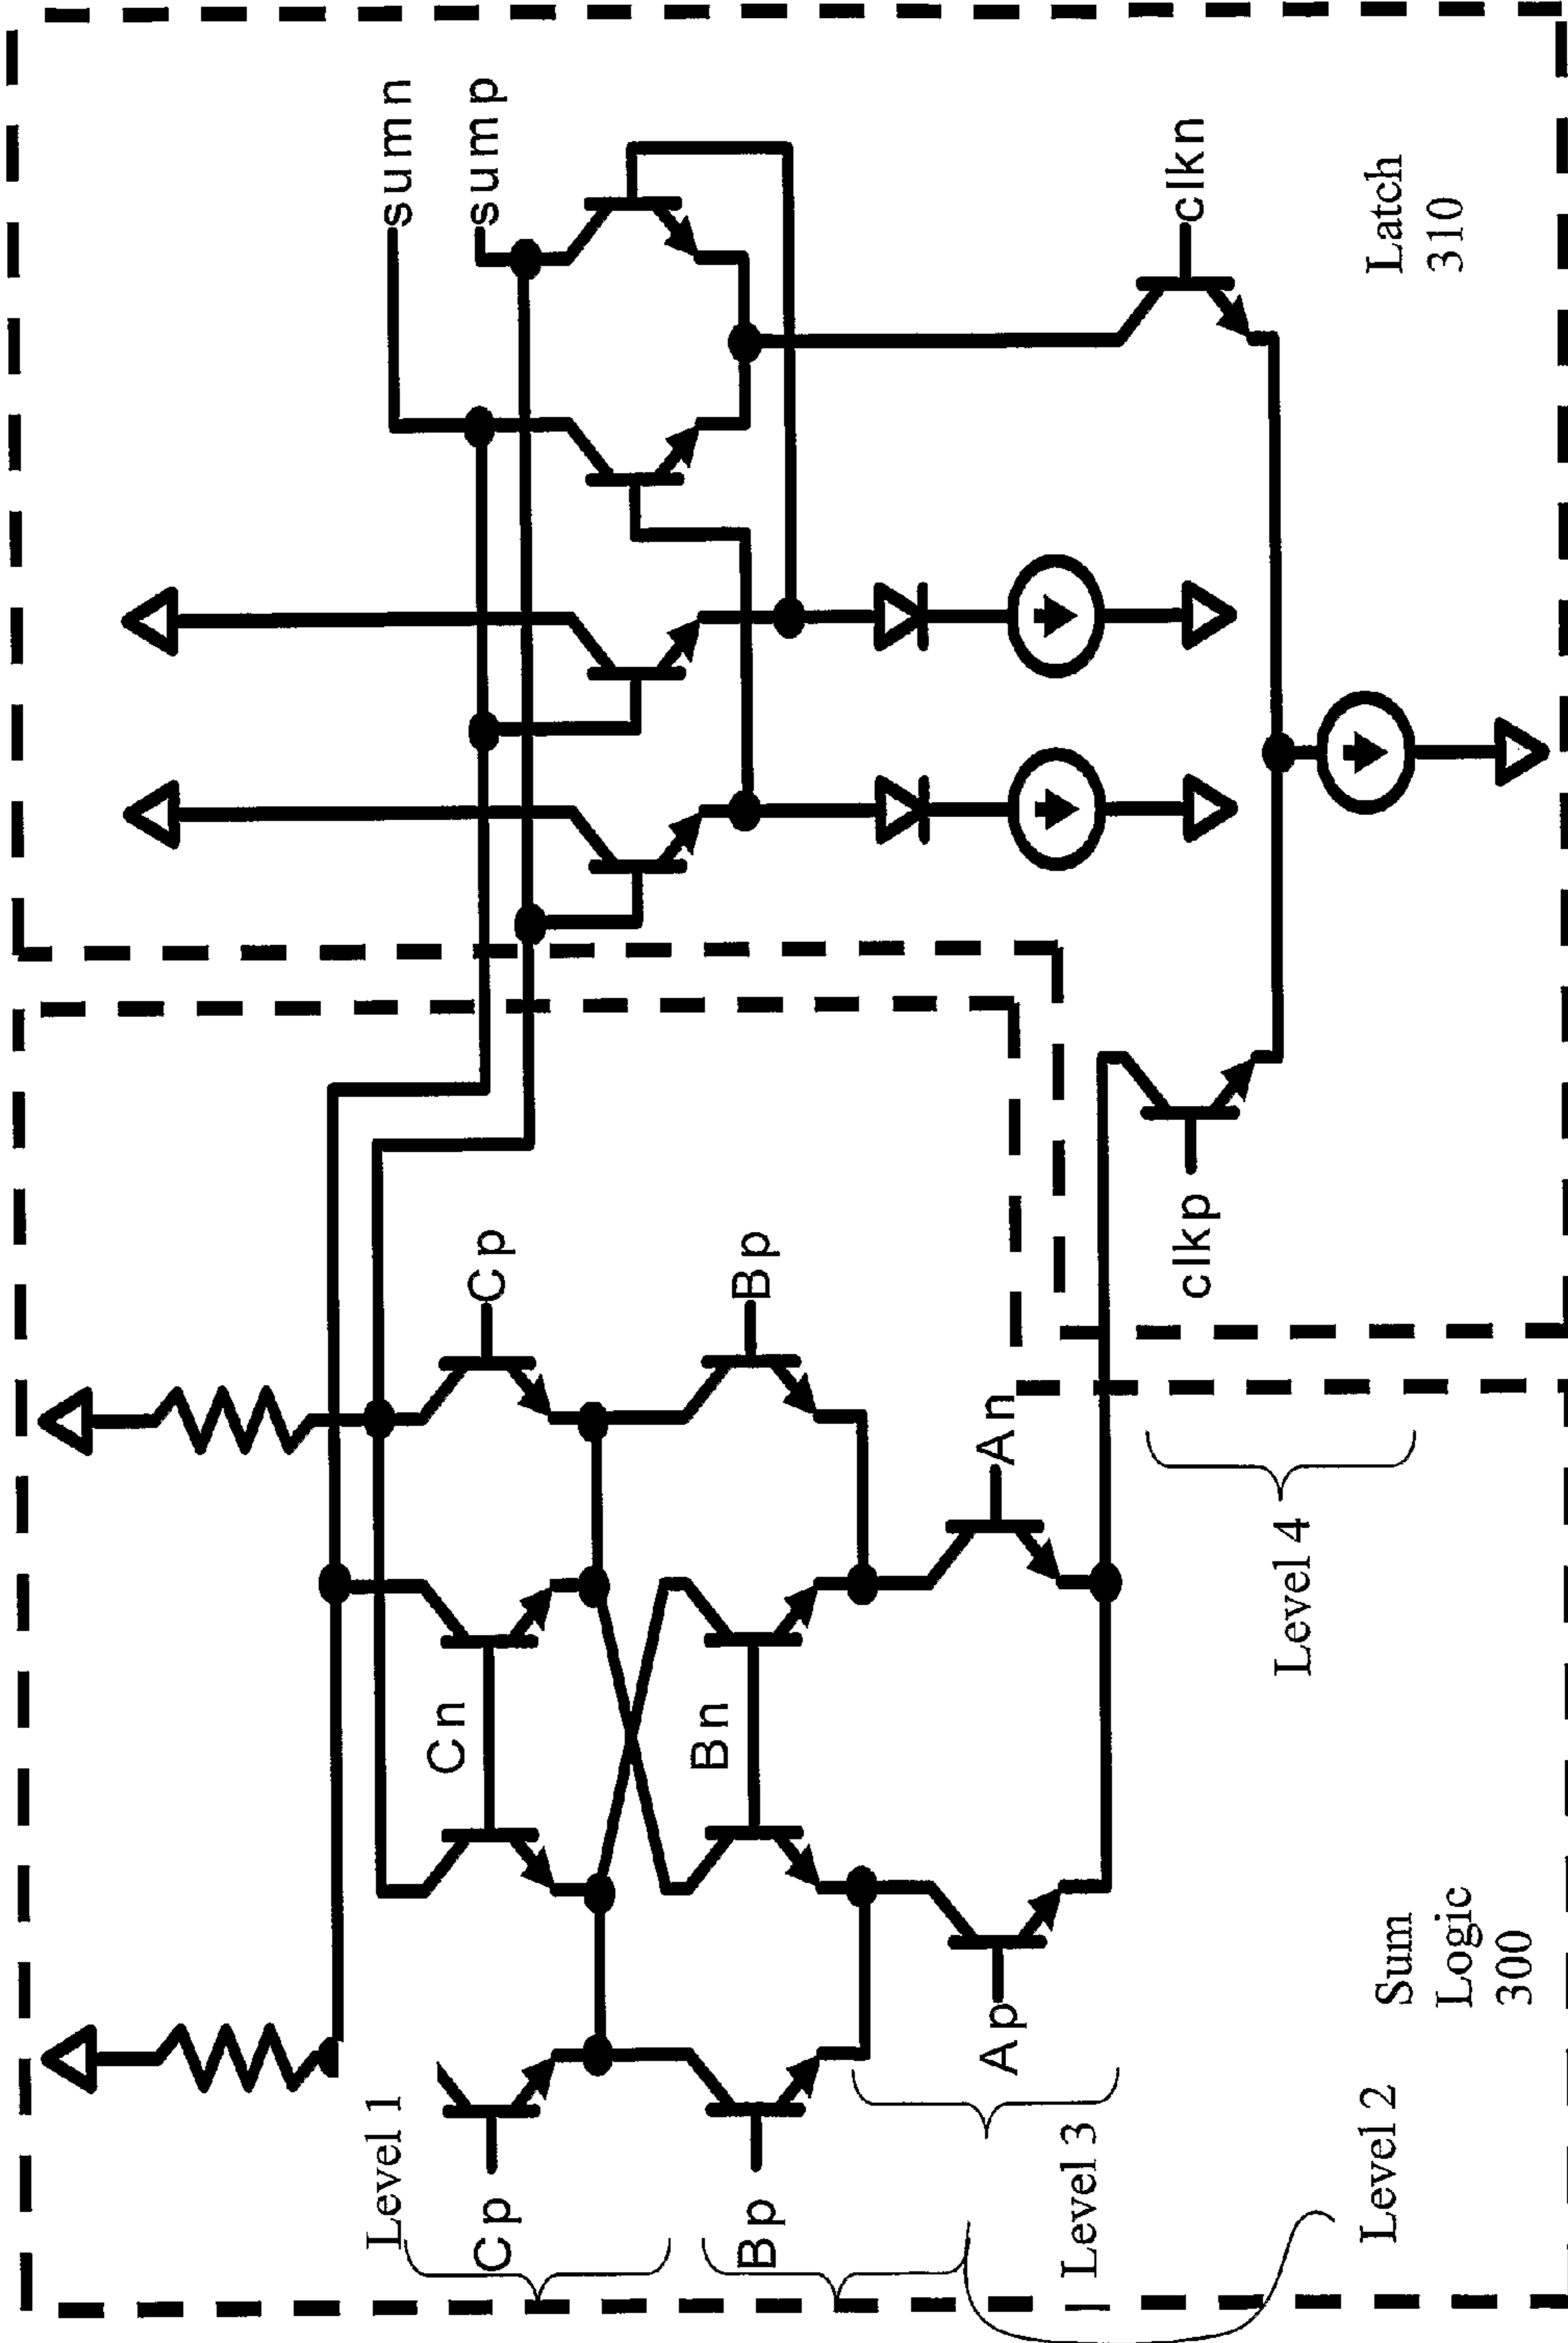 Level 1
Cp
Cn
Cp
sumn
sump
Bp
Bn
Bp
Level 3
Ap
An
Level 2
Sum
Logic
300
Level 4
clkp
clkn
Latch
310